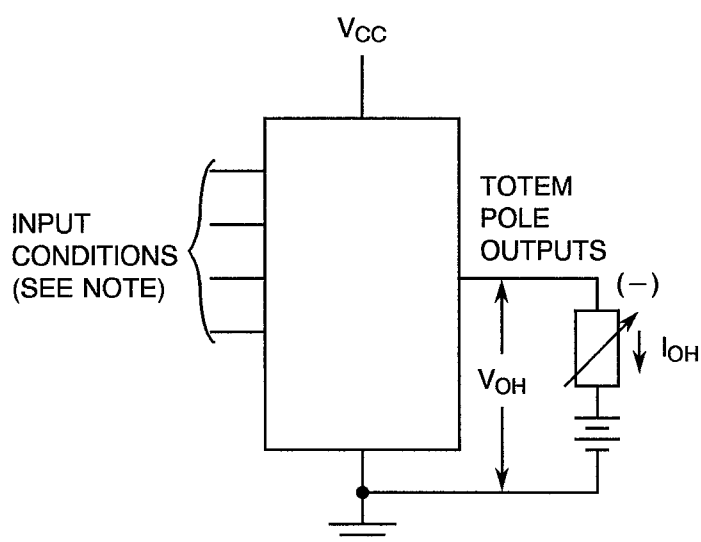 VCC
INPUT
CONDITIONS
(SEE NOTE)
TOTEM
POLE
OUTPUTS
(−)
IOH
VOH